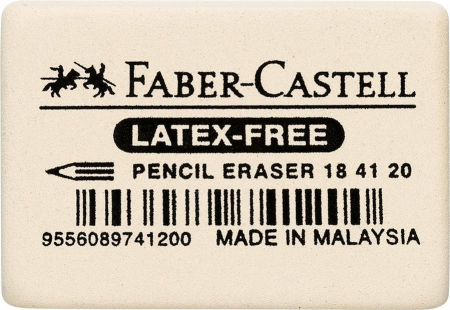 FABER-CASTELL
LATEX-FREE
PENCIL ERASER 18 41 20
9556089741200 MADE IN MALAYSIA